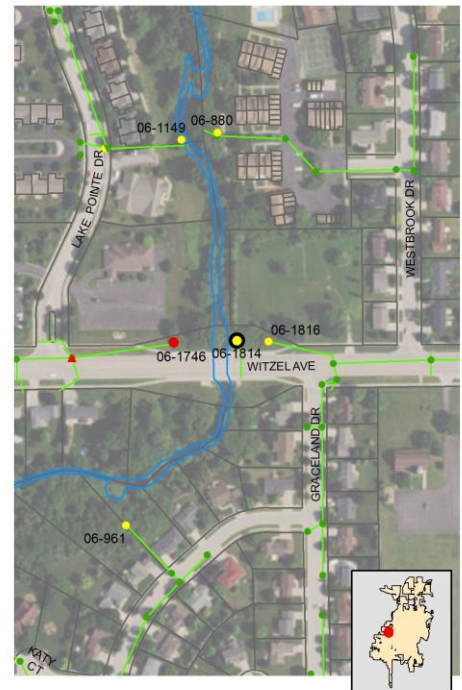 06-1149
06-880
LAKE POINTE DR
WESTBROOK DR
06-1816
06-1746
06-1814
WITZEL AVE
GRACELAND DR
06-961
KATY
CT